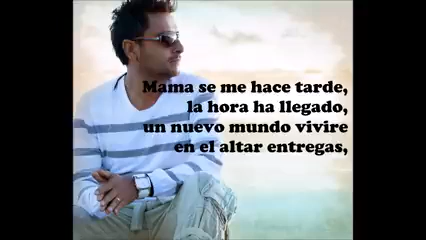 Mama se me hace tarde,
la hora ha llegado,
un nuevo mundo vivire
en el altar entregas,